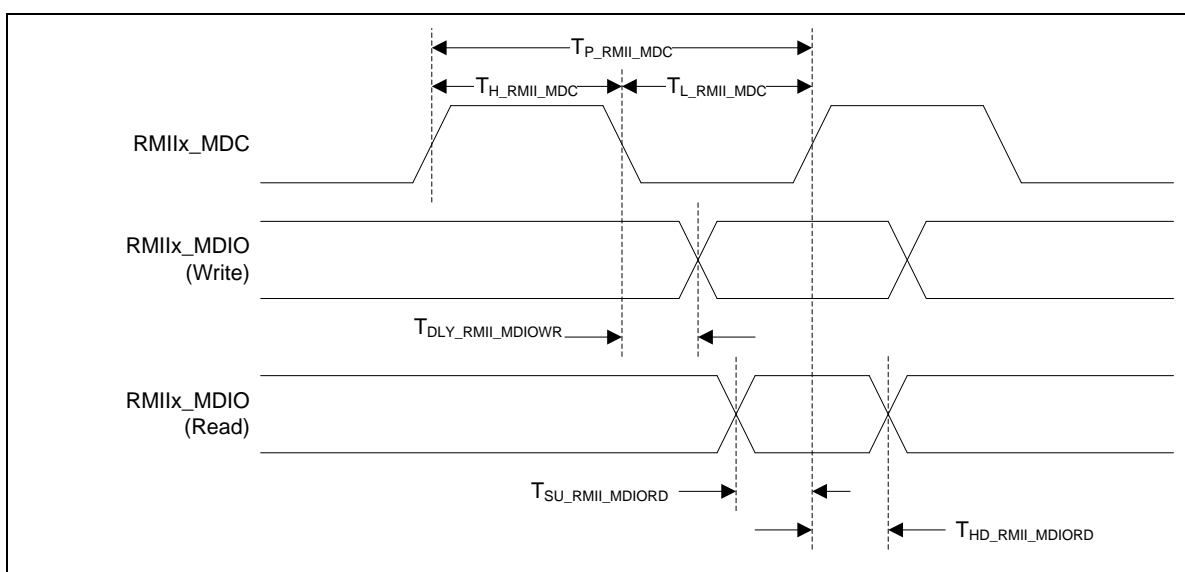 TP_RMII_MDC
TH_RMII_MDC
TL_RMII_MDC
RMIIx_MDC
RMIIx_MDIO
(Write)
TDLY_RMII_MDIOWR
RMIIx_MDIO
(Read)
TSU_RMII_MDIORD
THD_RMII_MDIORD